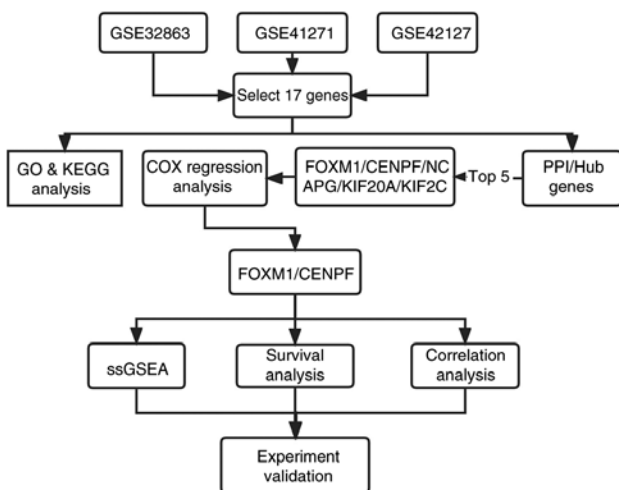 GSE32863
GSE41271
GSE42127
Select 17 genes
GO & KEGG
analysis
COX regression
analysis
FOXM1/CENPF/NC
APG/KIF20A/KIF2C
Top 5
PPI/Hub
genes
FOXM1/CENPF
ssGSEA
Survival
analysis
Correlation
analysis
Experiment
validation